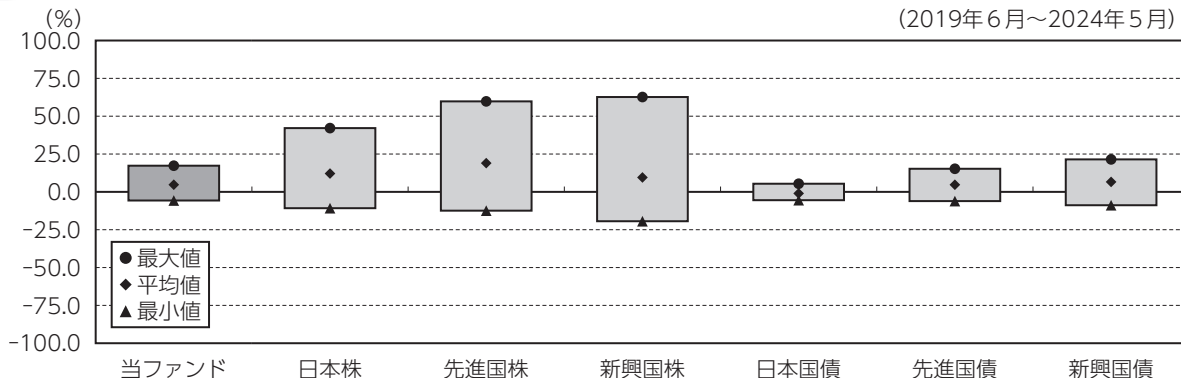 (%)
(2019年6月～2024年5月)
100.0
75.0
50.0
25.0
0.0
-25.0
-50.0
-75.0
-100.0
●最大値
◆平均値
▲最小値
当ファンド 日本株 先進国株 新興国株 日本国債 先進国債 新興国債